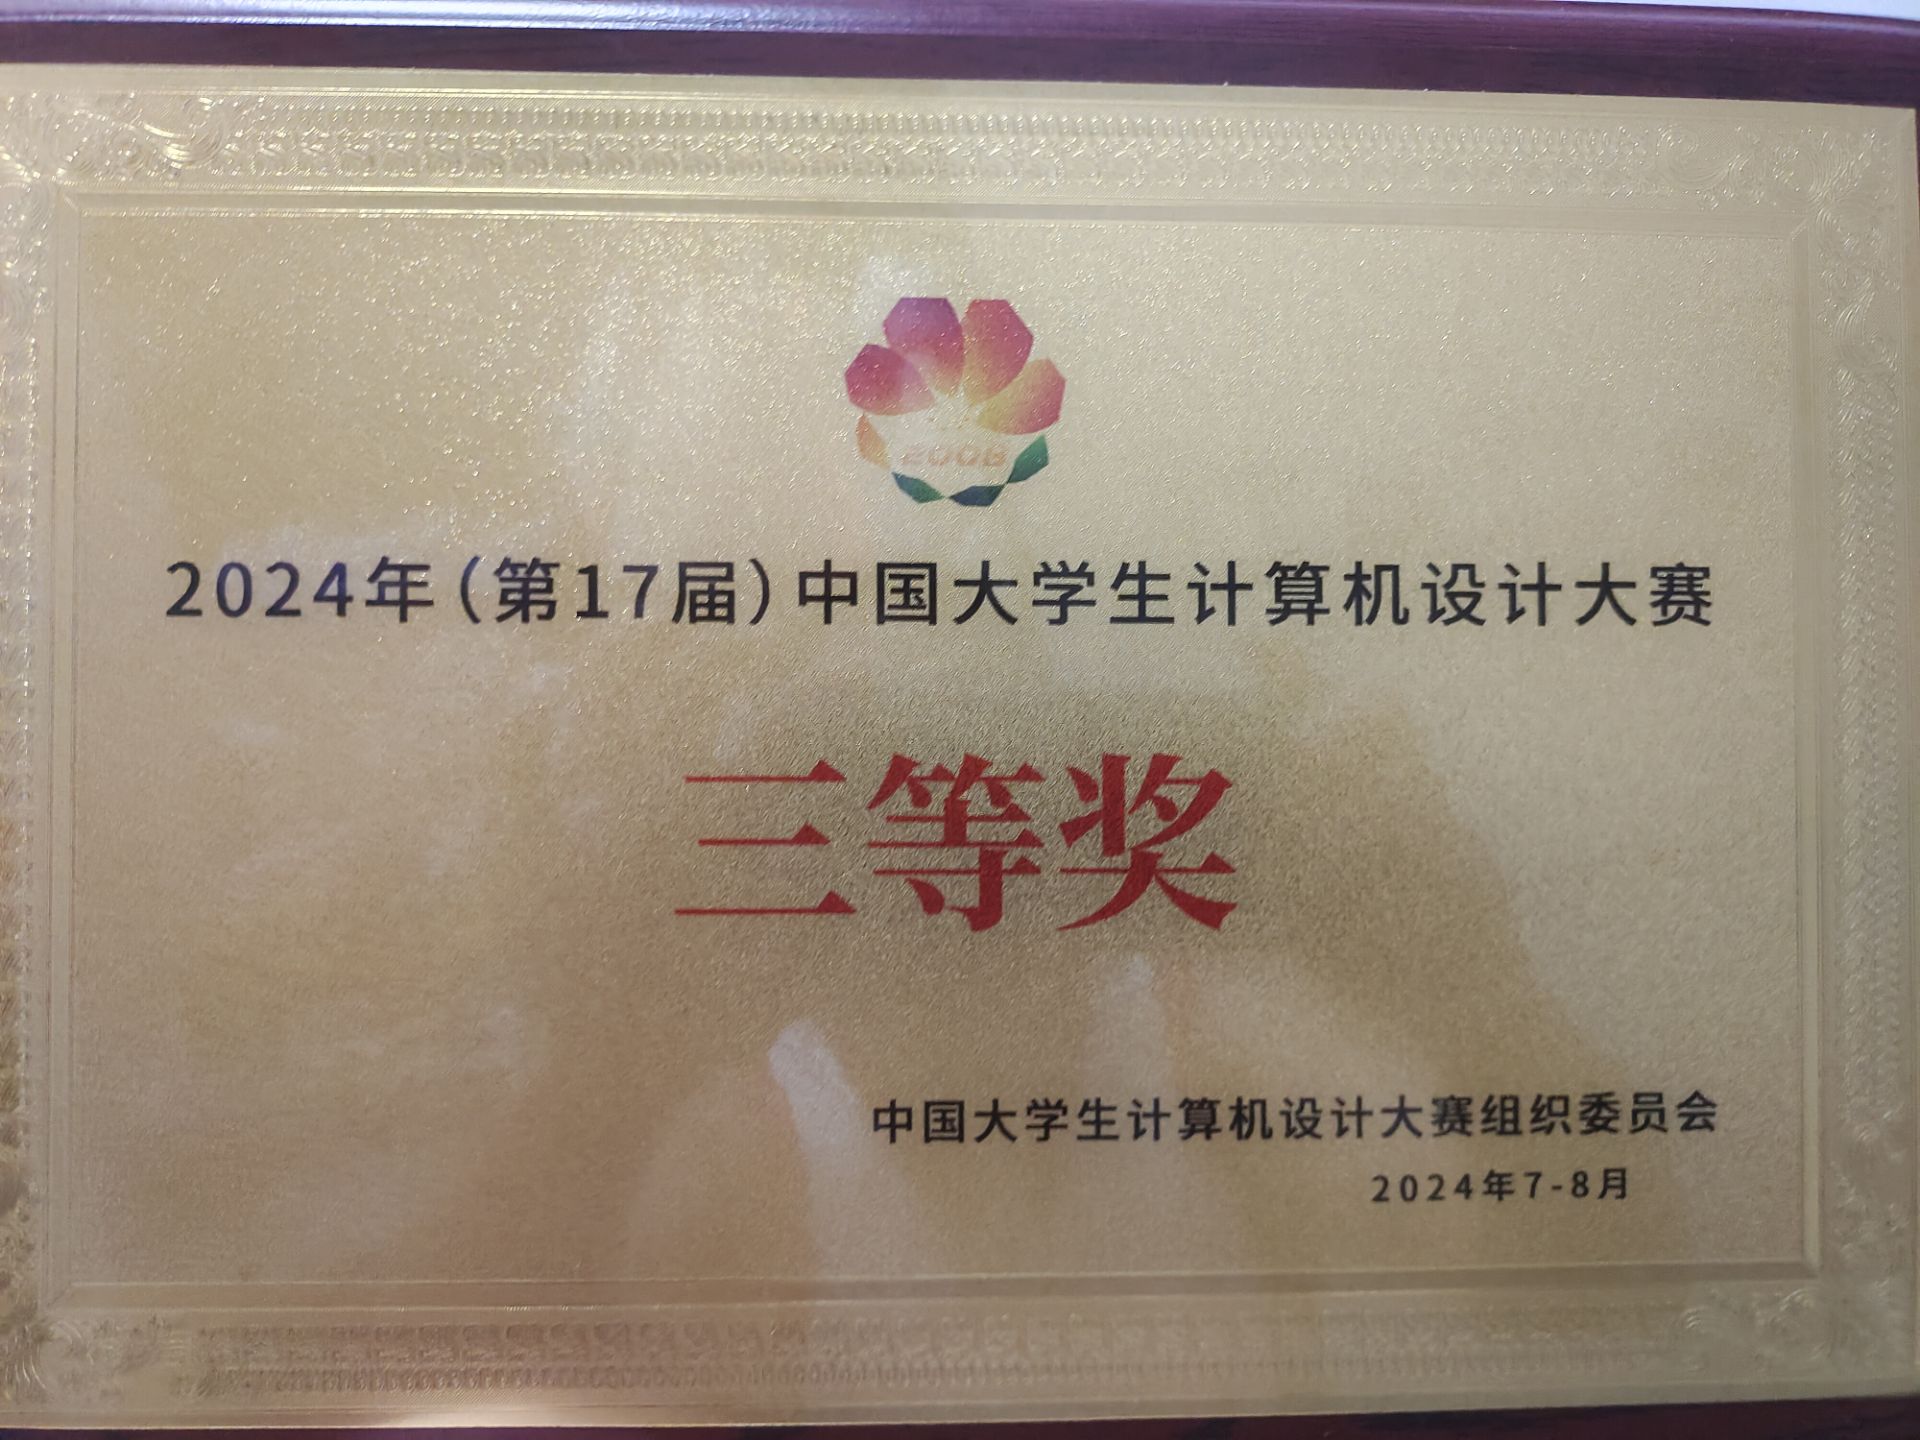 2008
2024年（第17届）中国大学生计算机设计大赛
三等奖
中国大学生计算机设计大赛组织委员会
2024年7-8月